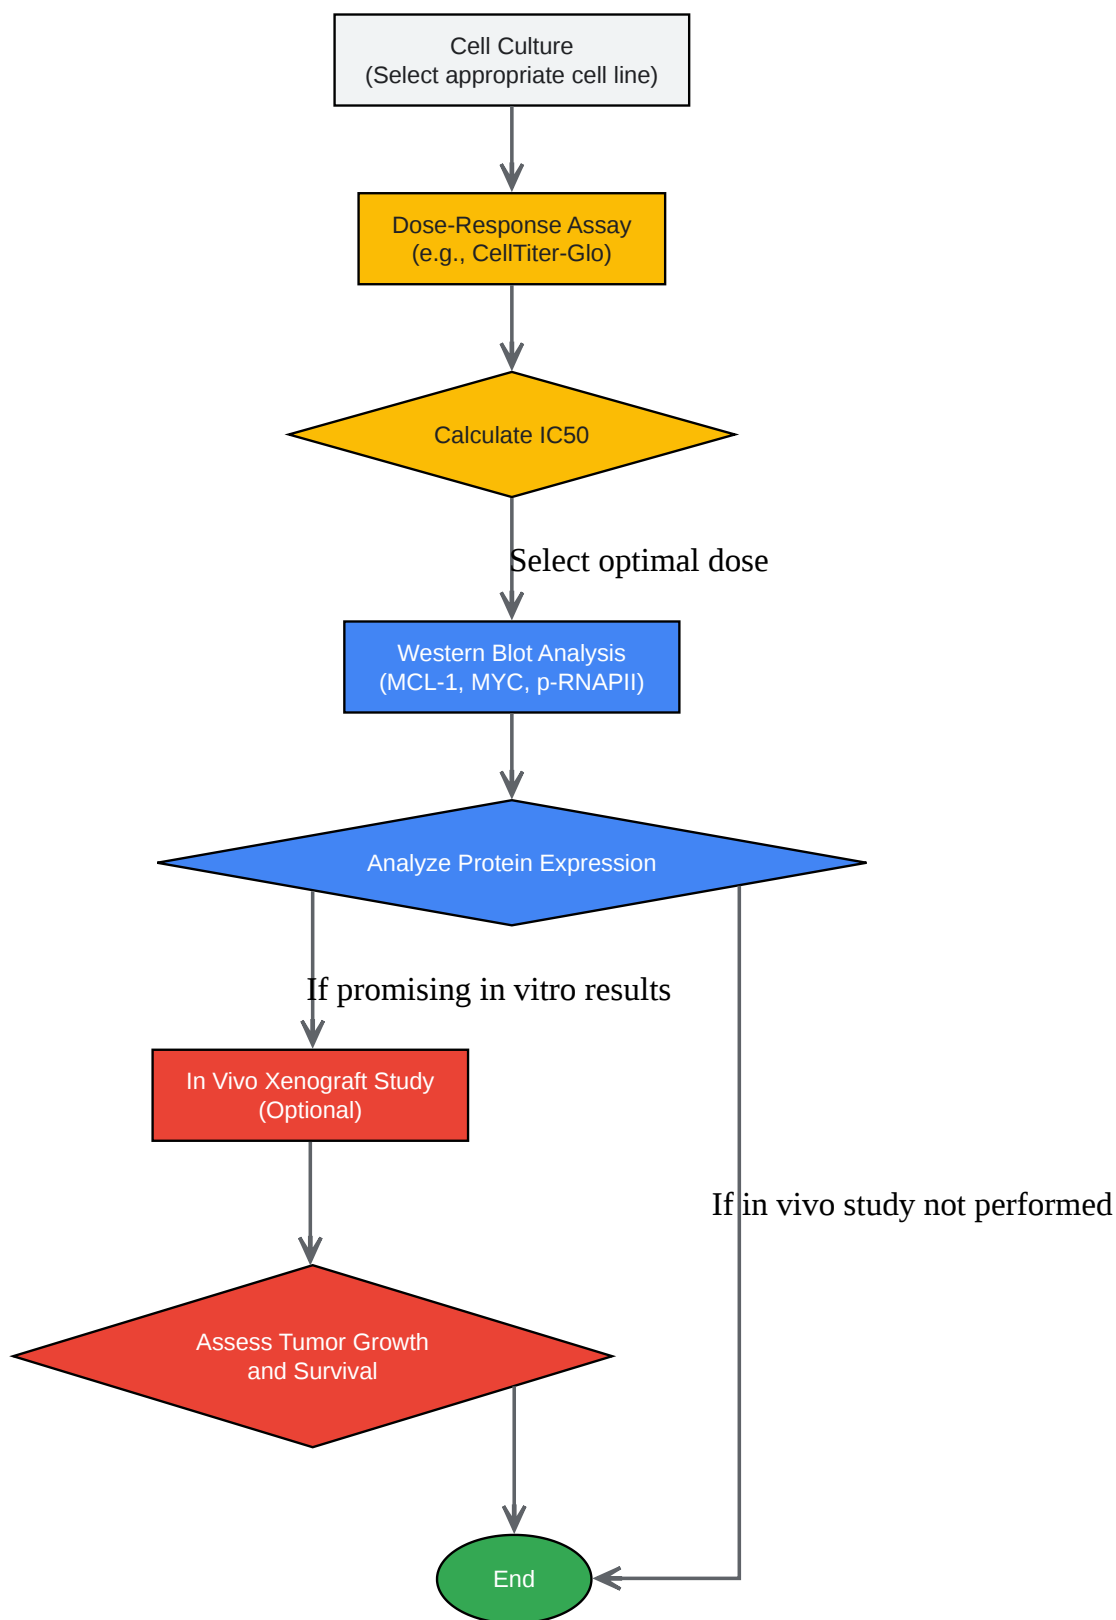 Cell Culture
(Select appropriate cell line)
Dose-Response Assay
(e.g., CellTiter-Glo)
Calculate IC50
Select optimal dose
Western Blot Analysis
(MCL-1, MYC, p-RNAPII)
Analyze Protein Expression
If promising in vitro results
In Vivo Xenograft Study
(Optional)
If in vivo study not performed
Assess Tumor Growth
and Survival
End